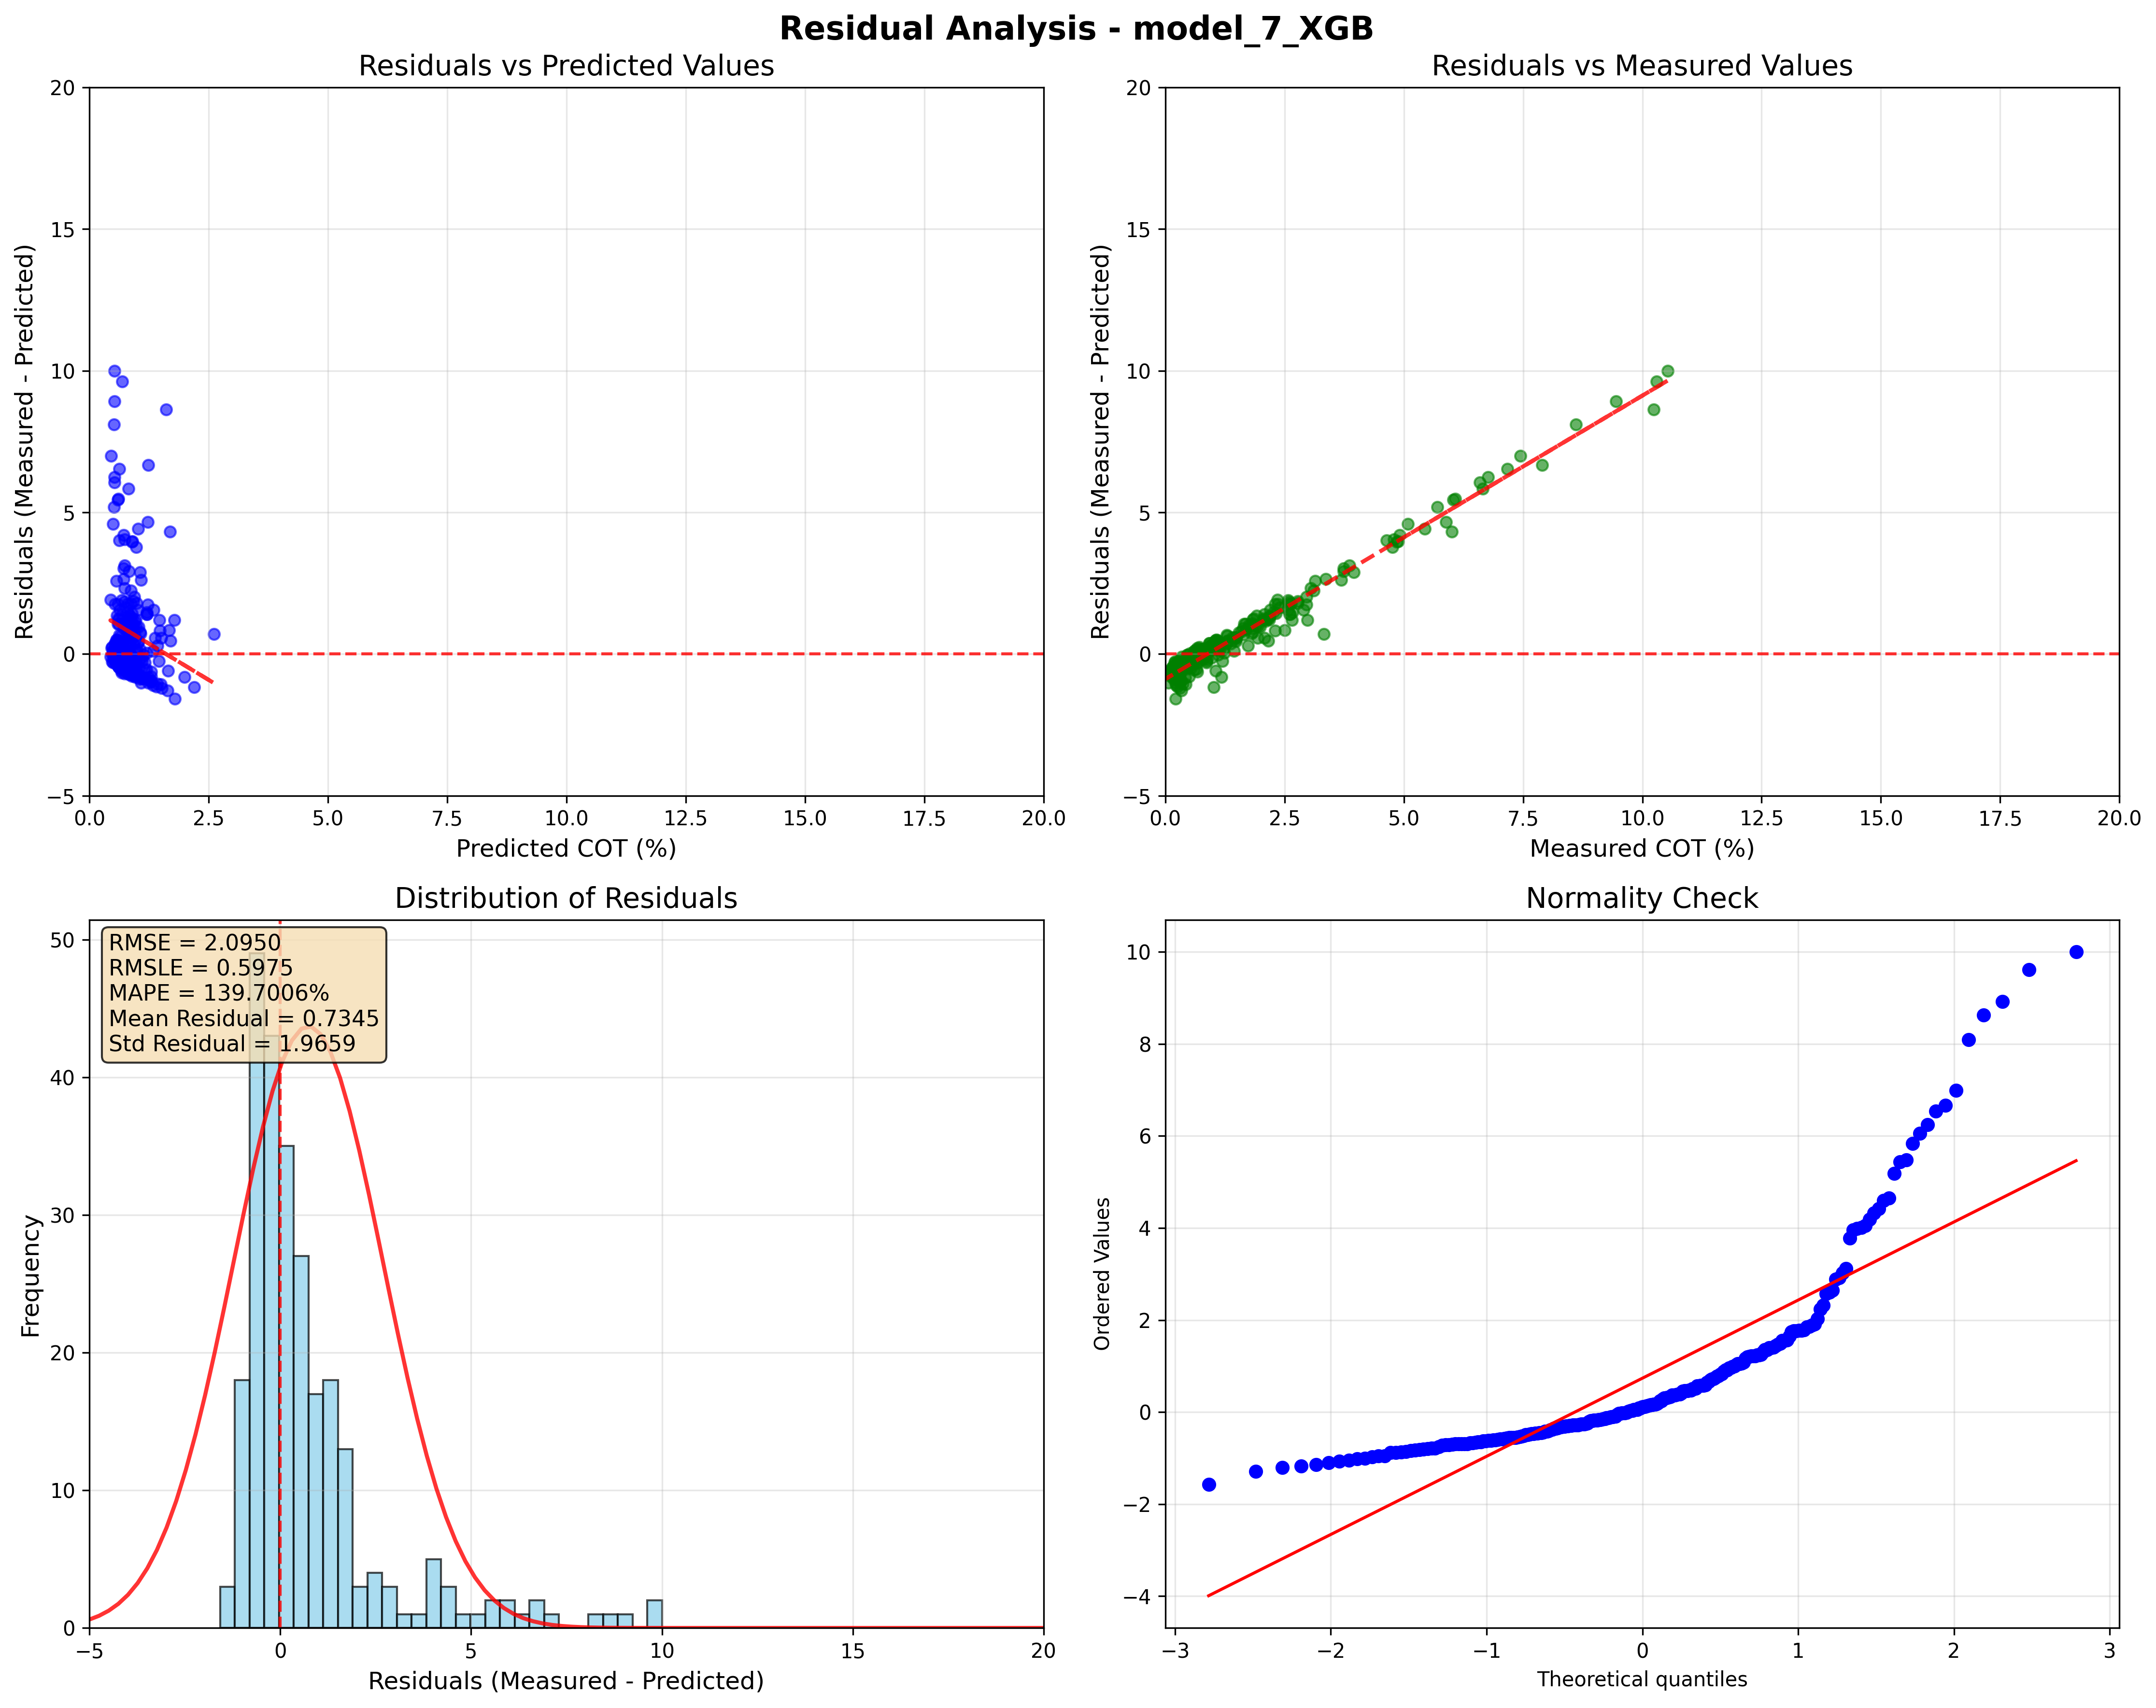 Residual Analysis - model_7_XGB
Residuals vs Predicted Values
20
15
10
5
0
−5
Residuals (Measured - Predicted)
0.0 2.5 5.0 7.5 10.0 12.5 15.0 17.5 20.0
Predicted COT (%)
Residuals vs Measured Values
20
15
10
5
0
−5
Residuals (Measured - Predicted)
0.0 2.5 5.0 7.5 10.0 12.5 15.0 17.5 20.0
Measured COT (%)
Distribution of Residuals
RMSE = 2.0950
RMSLE = 0.5975
MAPE = 139.7006%
Mean Residual = 0.7345
Std Residual = 1.9659
50
40
30
20
10
0
Frequency
−5 0 5 10 15 20
Residuals (Measured - Predicted)
Normality Check
10
8
6
4
2
0
−2
−4
Ordered Values
−3 −2 −1 0 1 2 3
Theoretical quantiles